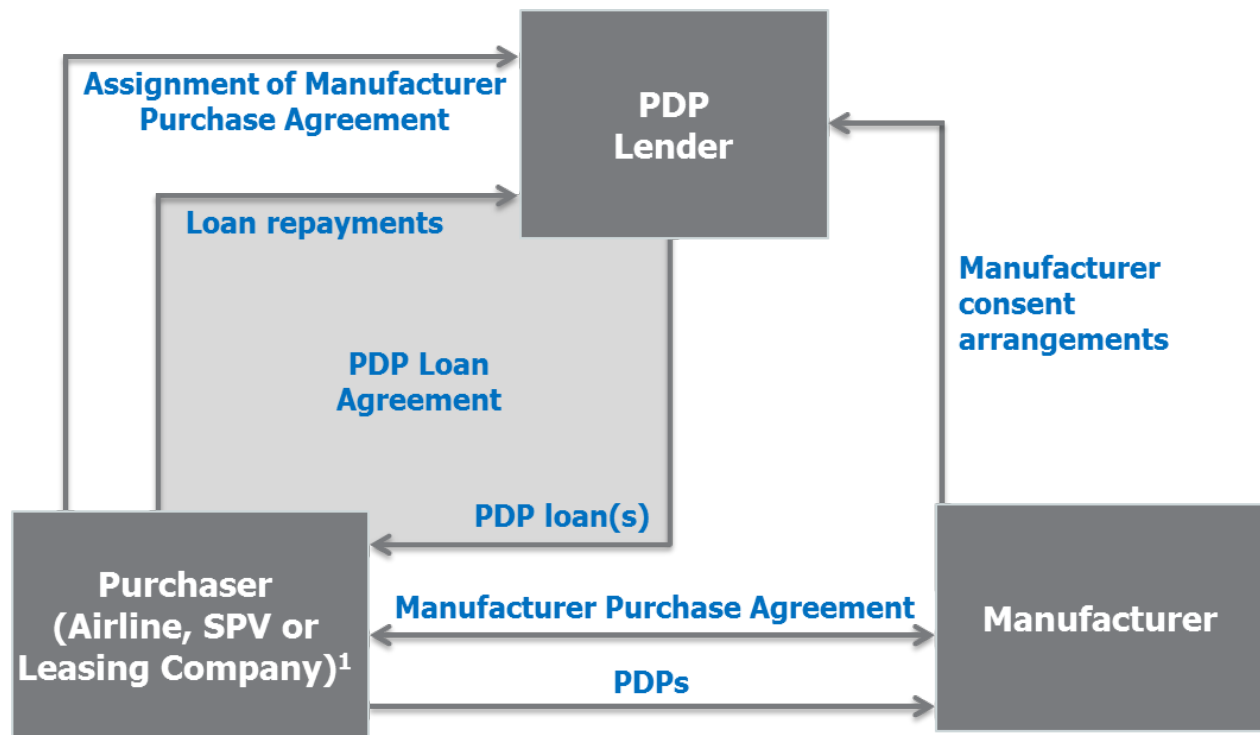 Assignment of Manufacturer
Purchase Agreement
PDP
Lender
Loan repayments
Manufacturer
consent
arrangements
PDP Loan
Agreement
PDP loan(s)
Purchaser
(Airline, SPV or
Leasing Company)¹
Manufacturer Purchase Agreement
Manufacturer
PDPs